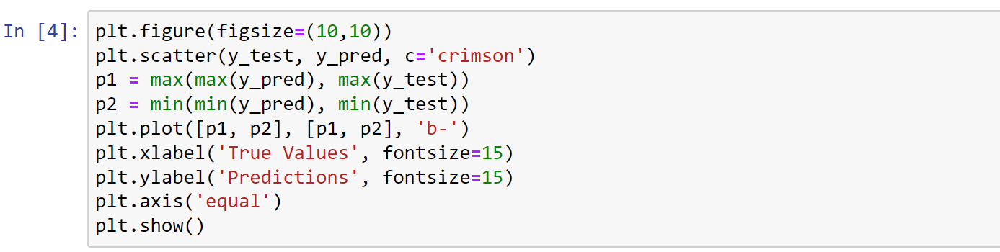 In [4]: plt.figure(figsize=(10,10))
plt.scatter(y_test, y_pred, c='crimson')
p1 = max(max(y_pred), max(y_test))
p2 = min(min(y_pred), min(y_test))
plt.plot([p1, p2], [p1, p2], 'b-')
plt.xlabel('True Values', fontsize=15)
plt.ylabel('Predictions', fontsize=15)
plt.axis('equal')
plt.show()